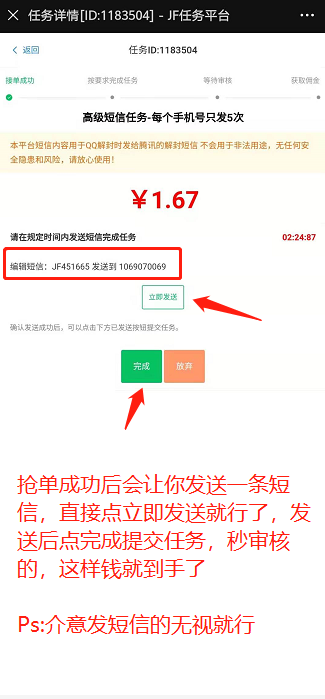 任务详情[ID:1183504] - JF任务平台
返回
任务ID:1183504
接单成功
按要求完成任务
等待审核
获取佣金
高级短信任务-每个手机号只发5次
本平台短信内容用于QQ解封时发给腾讯的解封短信 不会用于非法用途，无任何安
全隐患和风险，请放心使用！
￥1.67
请在规定时间内发送短信完成任务
02:24:87
编辑短信：JF451665 发送到 1069070069
立即发送
确认发送成功后，可以点击下方已发送按钮提交任务。
完成
放弃
抢单成功后会让你发送一条短
信，直接点立即发送就行了，发
送后点完成提交任务，秒审核
的，这样钱就到手了
Ps:介意发短信的无视就行